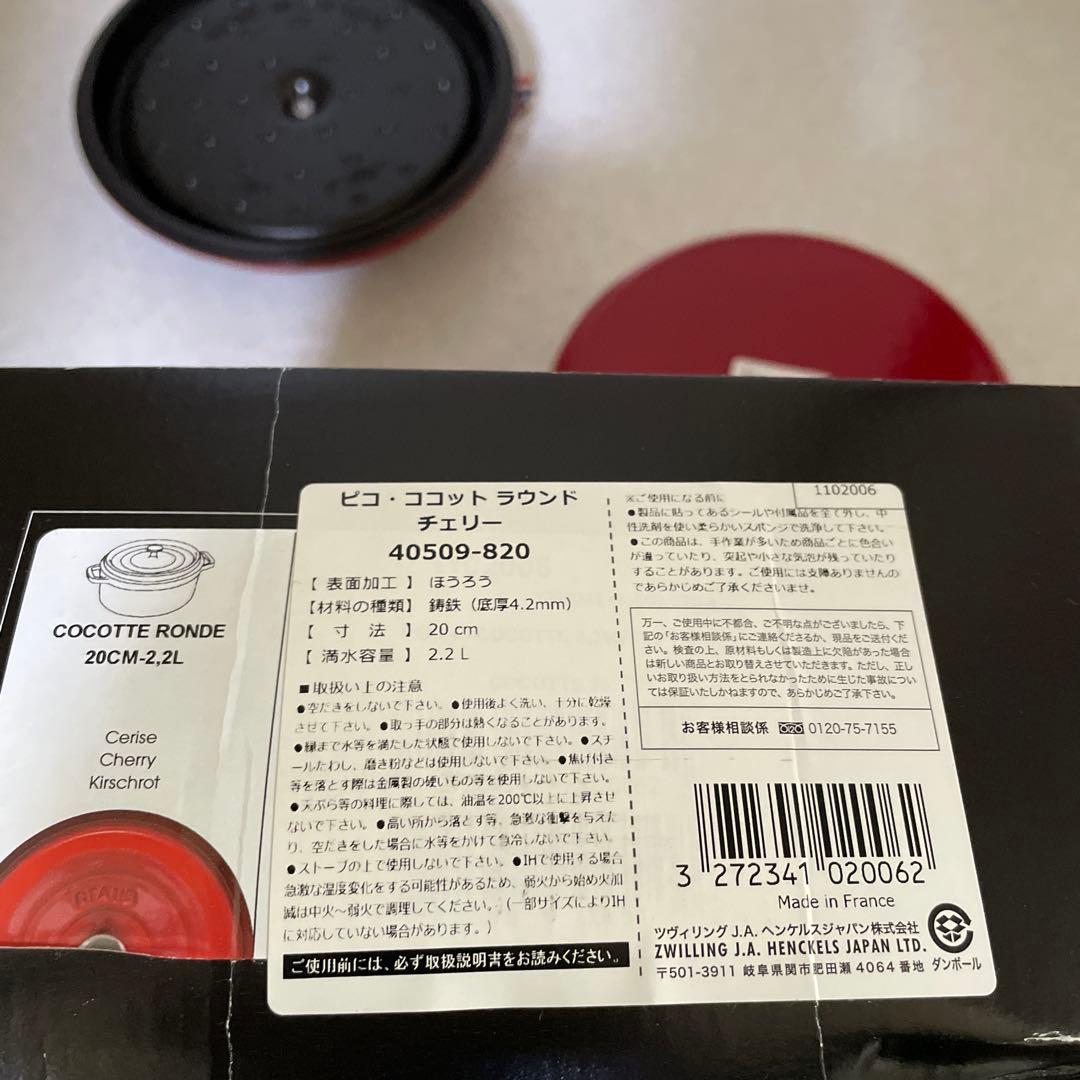 COCOTTE RONDE
20CM-2,2L
Cerise
Cherry
Kirschrot
STAUB
ピコ・ココット ラウンド
チェリー
40509-820
【 表面加工 】 ほうろう
【材料の種類】 鋳鉄（底厚4.2mm）
【 寸 法 】 20 cm
【 満水容量 】 2.2 L
■取扱い上の注意
●空だきをしないで下さい。●使用後よく洗い、十分に乾燥
させて下さい。●取っ手の部分は熱くなることがあります。
●縁まで水等を満たした状態で使用しないで下さい。●スチ
ールたわし、磨き粉などは使用しないで下さい。●焦げ付き
等を落とす際は金属製の硬いもの等を使用しないで下さい。
●天ぷら等の料理に際しては、油温を200℃以上に上昇させ
ないで下さい。●高い所から落とす等、急激な衝撃を与えた
り、空だきをした場合に水等をかけて急冷しないで下さい。
●ストーブの上で使用しないで下さい。●IHで使用する場合
急激な温度変化をする可能性があるため、弱火から始め火加
減は中火～弱火で調理してください。（一部サイズによりIH
に対応していない場合があります。）
ご使用前には、必ず取扱説明書をお読みください。
1102006
※ご使用になる前に
●製品に貼ってあるシールや付属品を全て外し、中
性洗剤を使い柔らかいスポンジで洗浄して下さい。
●この商品は、手作業が多いため商品ごとに色合い
が違っていたり、突起や小さな気泡が残っていたり
することがあります。ご使用には支障ありませんの
であらかじめご了承くださいませ。
万一、ご使用中に不都合、ご不明な点がございましたら、下
記の「お客様相談係」にご連絡くださるか、現品をご送付くだ
さい。検査の上、原材料もしくは製造上に欠陥があった場合
は新しい商品とお取り替えさせていただきます。ただし、正し
いお取り扱い方法をとられなかったために生じた事故につい
ては保証いたしかねますので、あらかじめご了承下さい。
お客様相談係 0120-75-7155
3 272341 020062
Made in France
ツヴィリング J.A. ヘンケルスジャパン株式会社
ZWILLING J.A. HENCKELS JAPAN LTD.
〒501-3911 岐阜県関市肥田瀬 4064 番地 ダンボール